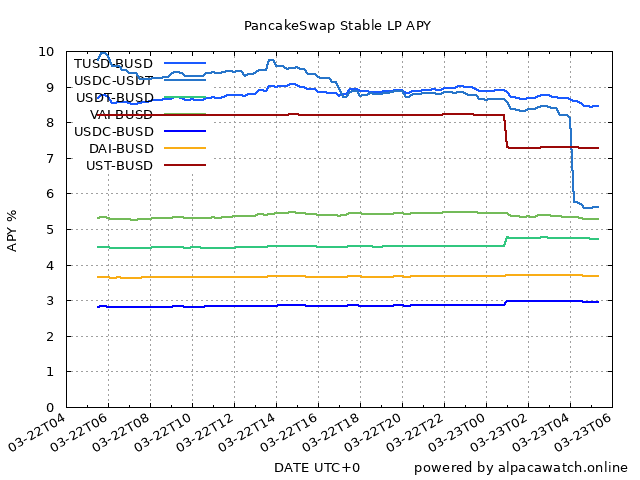 PancakeSwap Stable LP APY
10
9
8
7
6
5
4
3
2
1
0
APY %
TUSD-BUSD
USDC-USDT
USDT-BUSD
VAI-BUSD
USDC-BUSD
DAI-BUSD
UST-BUSD
03-22T04
03-22T06
03-22T08
03-22T10
03-22T12
03-22T14
03-22T16
03-22T18
03-22T20
03-22T22
03-23T00
03-23T02
03-23T04
03-23T06
DATE UTC+0
powered by alpacawatch.online